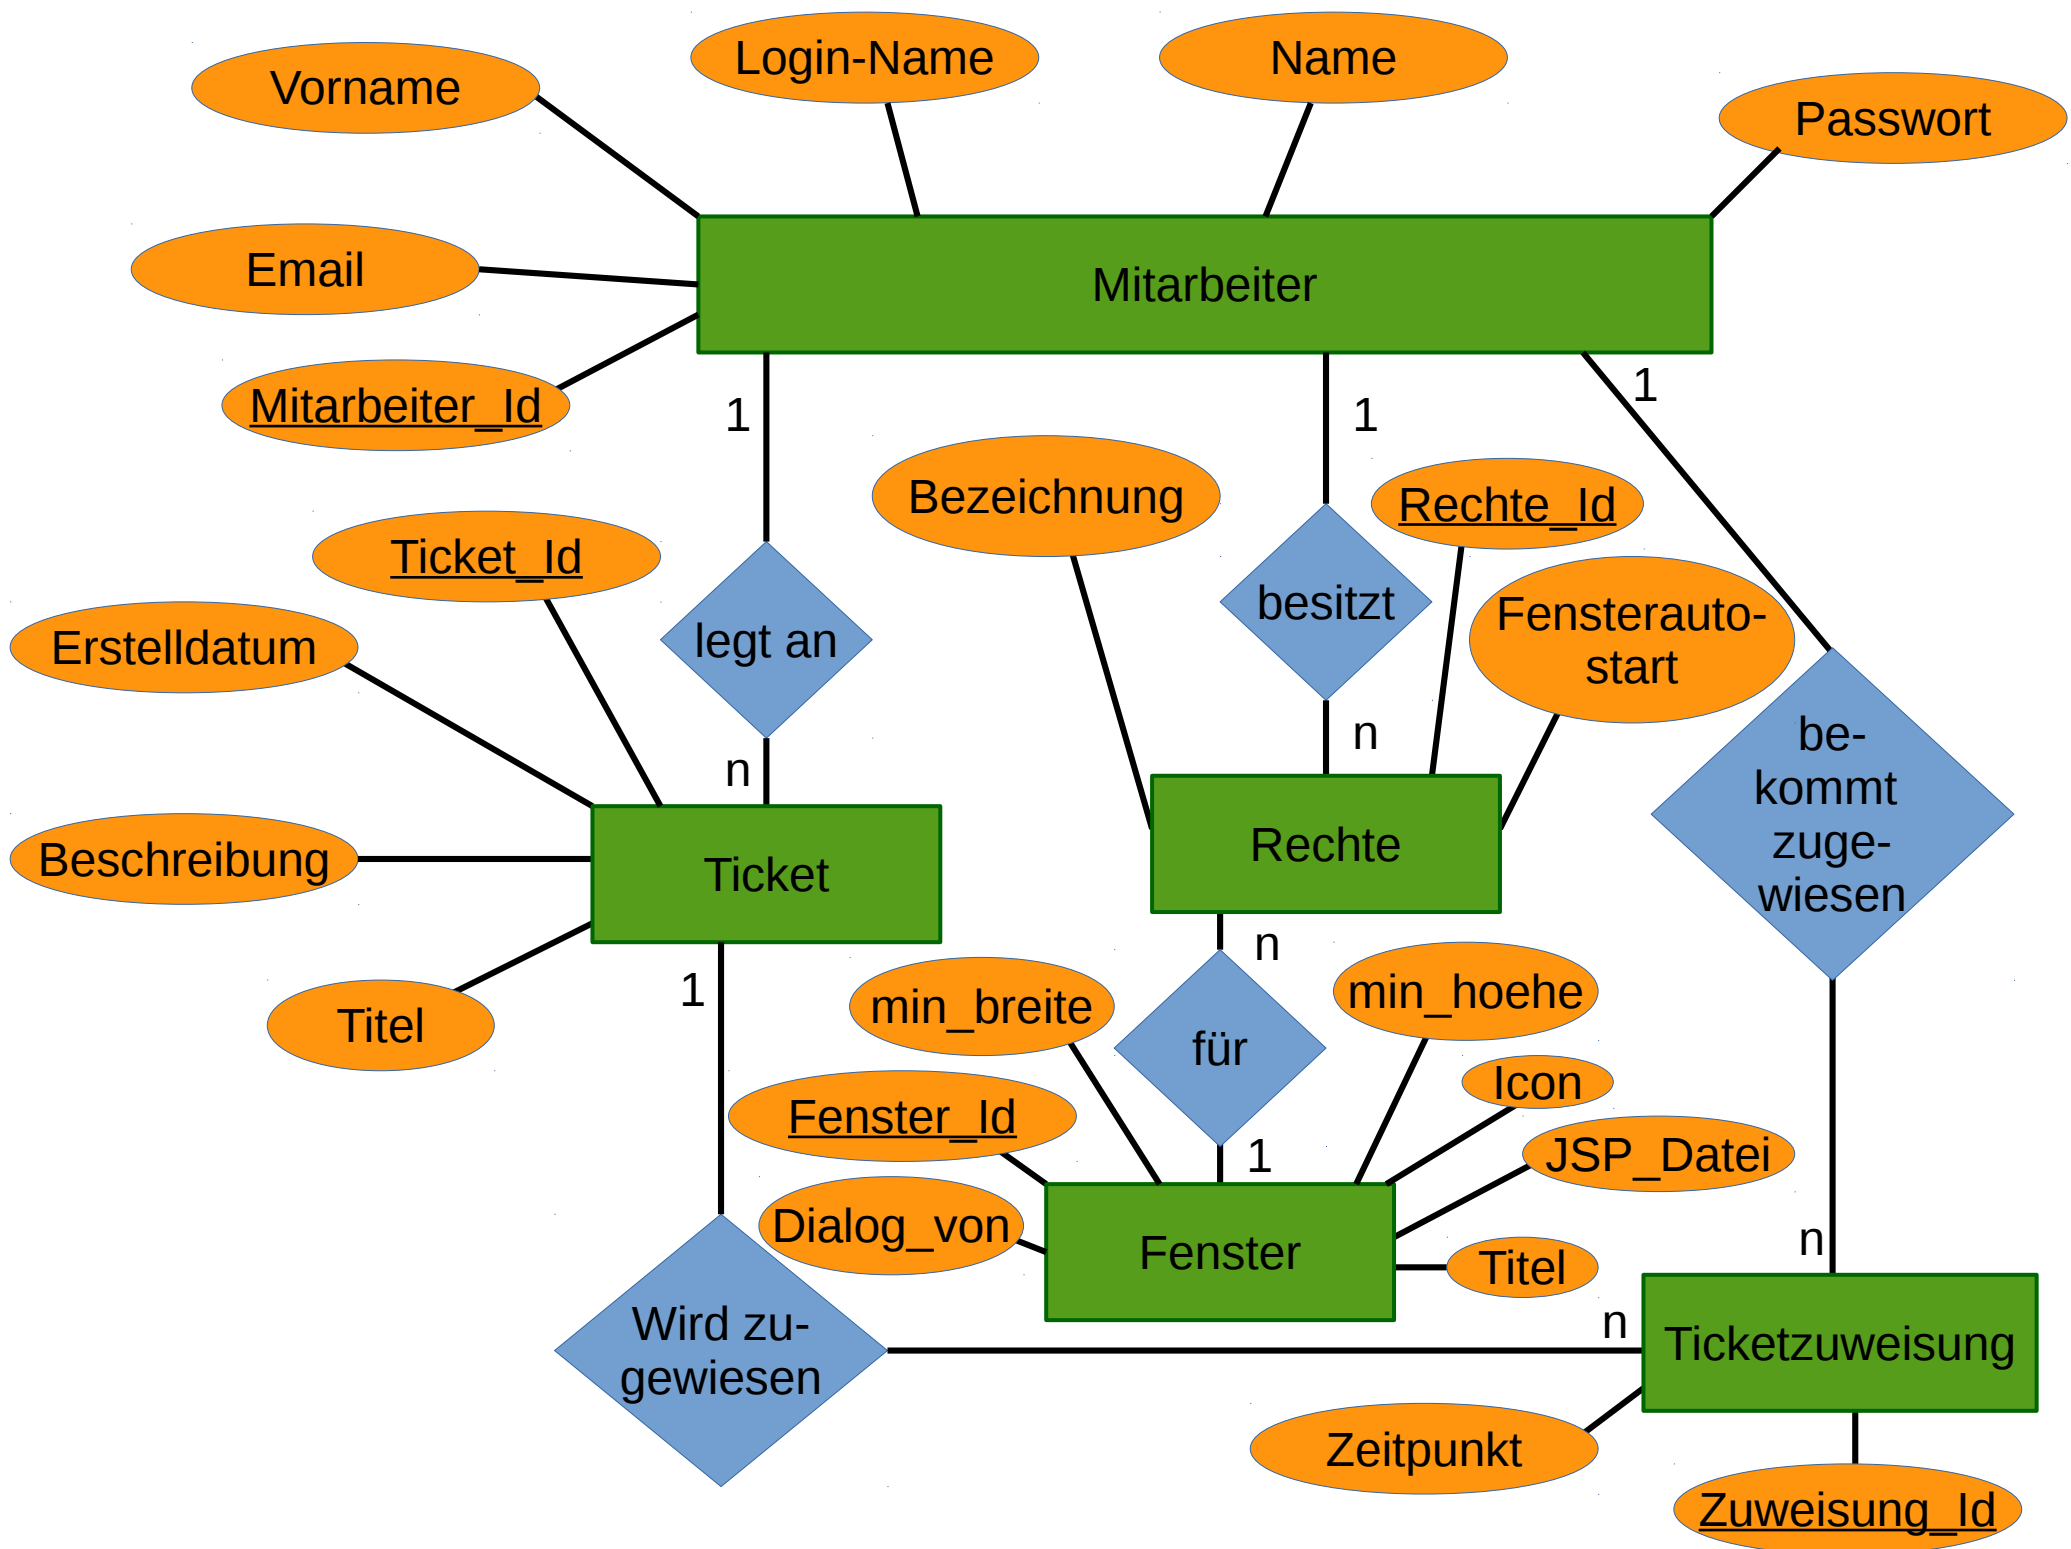 Login-Name
Name
Vorname
Passwort
Email
Mitarbeiter
Mitarbeiter_Id
1
1
1
Bezeichnung
Rechte_Id
Ticket_Id
legt an
besitzt
Fensterauto-
start
Erstelldatum
n
n
be-
kommt
zuge-
wiesen
Beschreibung
Ticket
Rechte
Titel
1
n
min_breite
min_hoehe
für
Icon
Fenster_Id
1
JSP_Datei
Dialog_von
Fenster
Titel
n
Wird zu-
gewiesen
n
Ticketzuweisung
Zeitpunkt
Zuweisung_Id